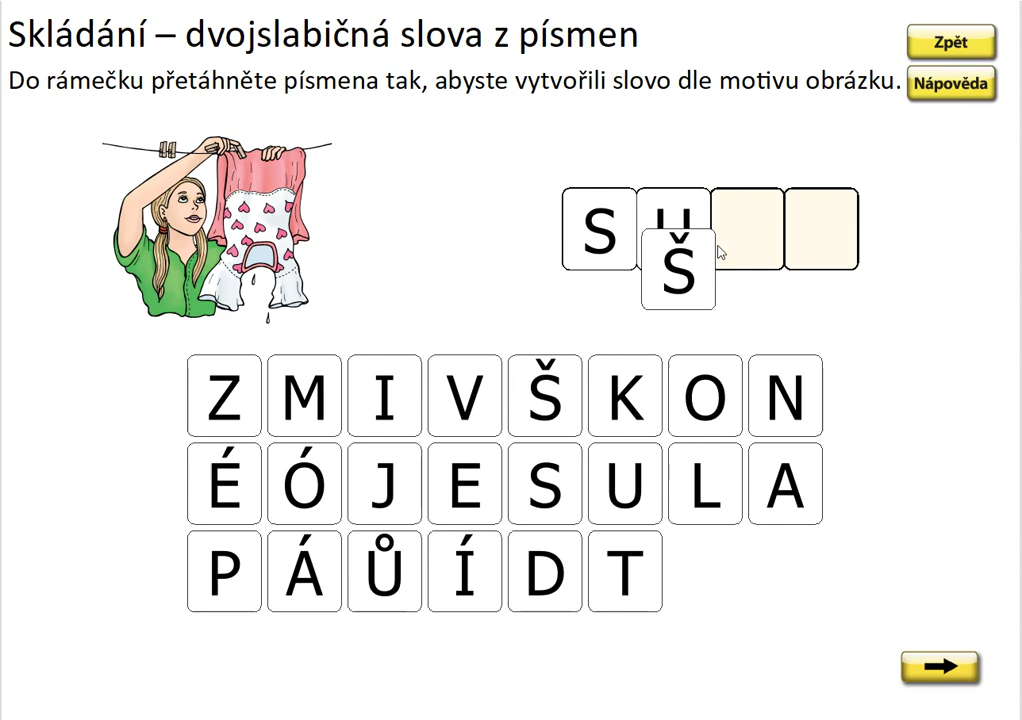 Skládání – dvojslabičná slova z písmen
Zpět
Do rámečku přetáhněte písmena tak, abyste vytvořili slovo dle motivu obrázku.
Nápověda
S U
Š
Z M I V Š K O N
É Ó J E S U L A
P Á Ů Í D T